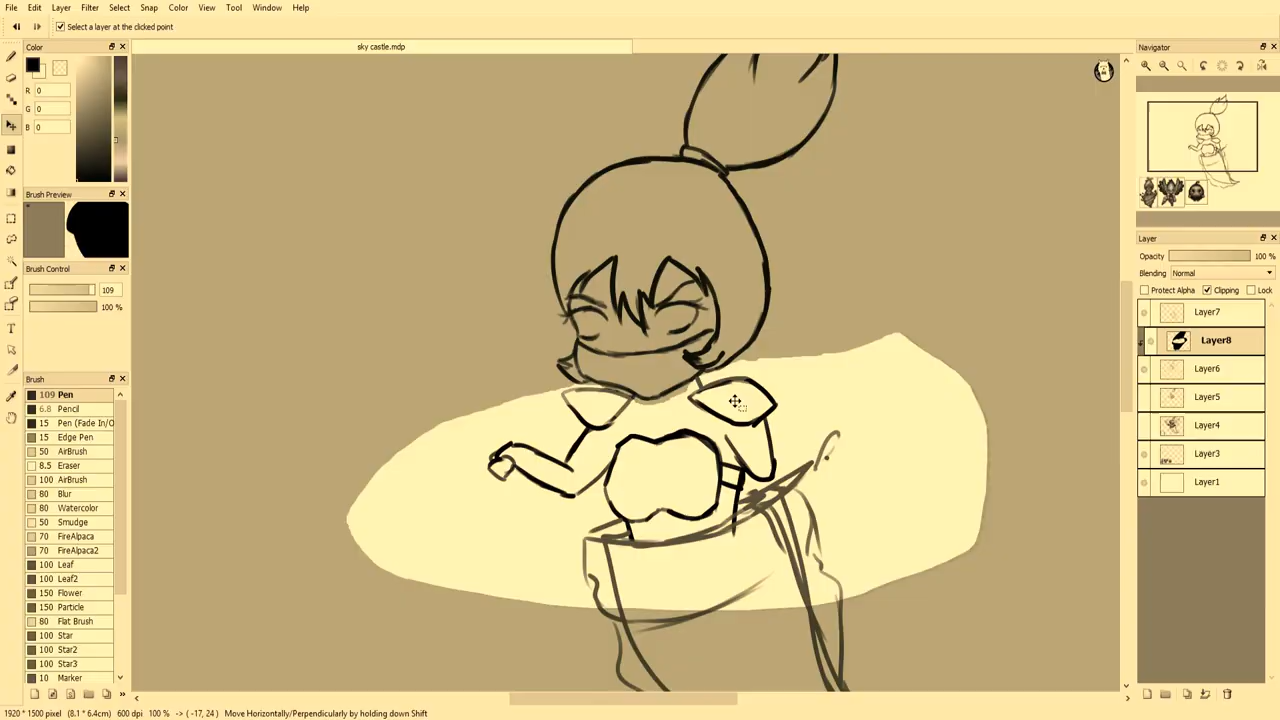 File Edit Layer Filter Select Snap Color View Tool Window Help
Select a layer at the clicked point
Color
sky castle.mdp
Navigator
R 0
G 0
B 0
Brush Preview
Brush Control
109
100 %
Brush
109 Pen
6.8 Pencil
15 Pen (Fade In/O
15 Edge Pen
50 AirBrush
8.5 Eraser
100 AirBrush
80 Blur
80 Watercolor
50 Smudge
70 FireAlpaca
70 FireAlpaca2
100 Leaf
100 Leaf2
150 Flower
150 Particle
80 Flat Brush
100 Star
100 Star2
100 Star3
10 Marker
Layer
Opacity 100 %
Blending Normal
Protect Alpha Clipping Lock
Layer7
Layer8
Layer6
Layer5
Layer4
Layer3
Layer1
1920 * 1500 pixel (8.1 * 6.4cm) 600 dpi 100 % -> ( -17, 24 ) Move Horizontally/Perpendicularly by holding down Shift